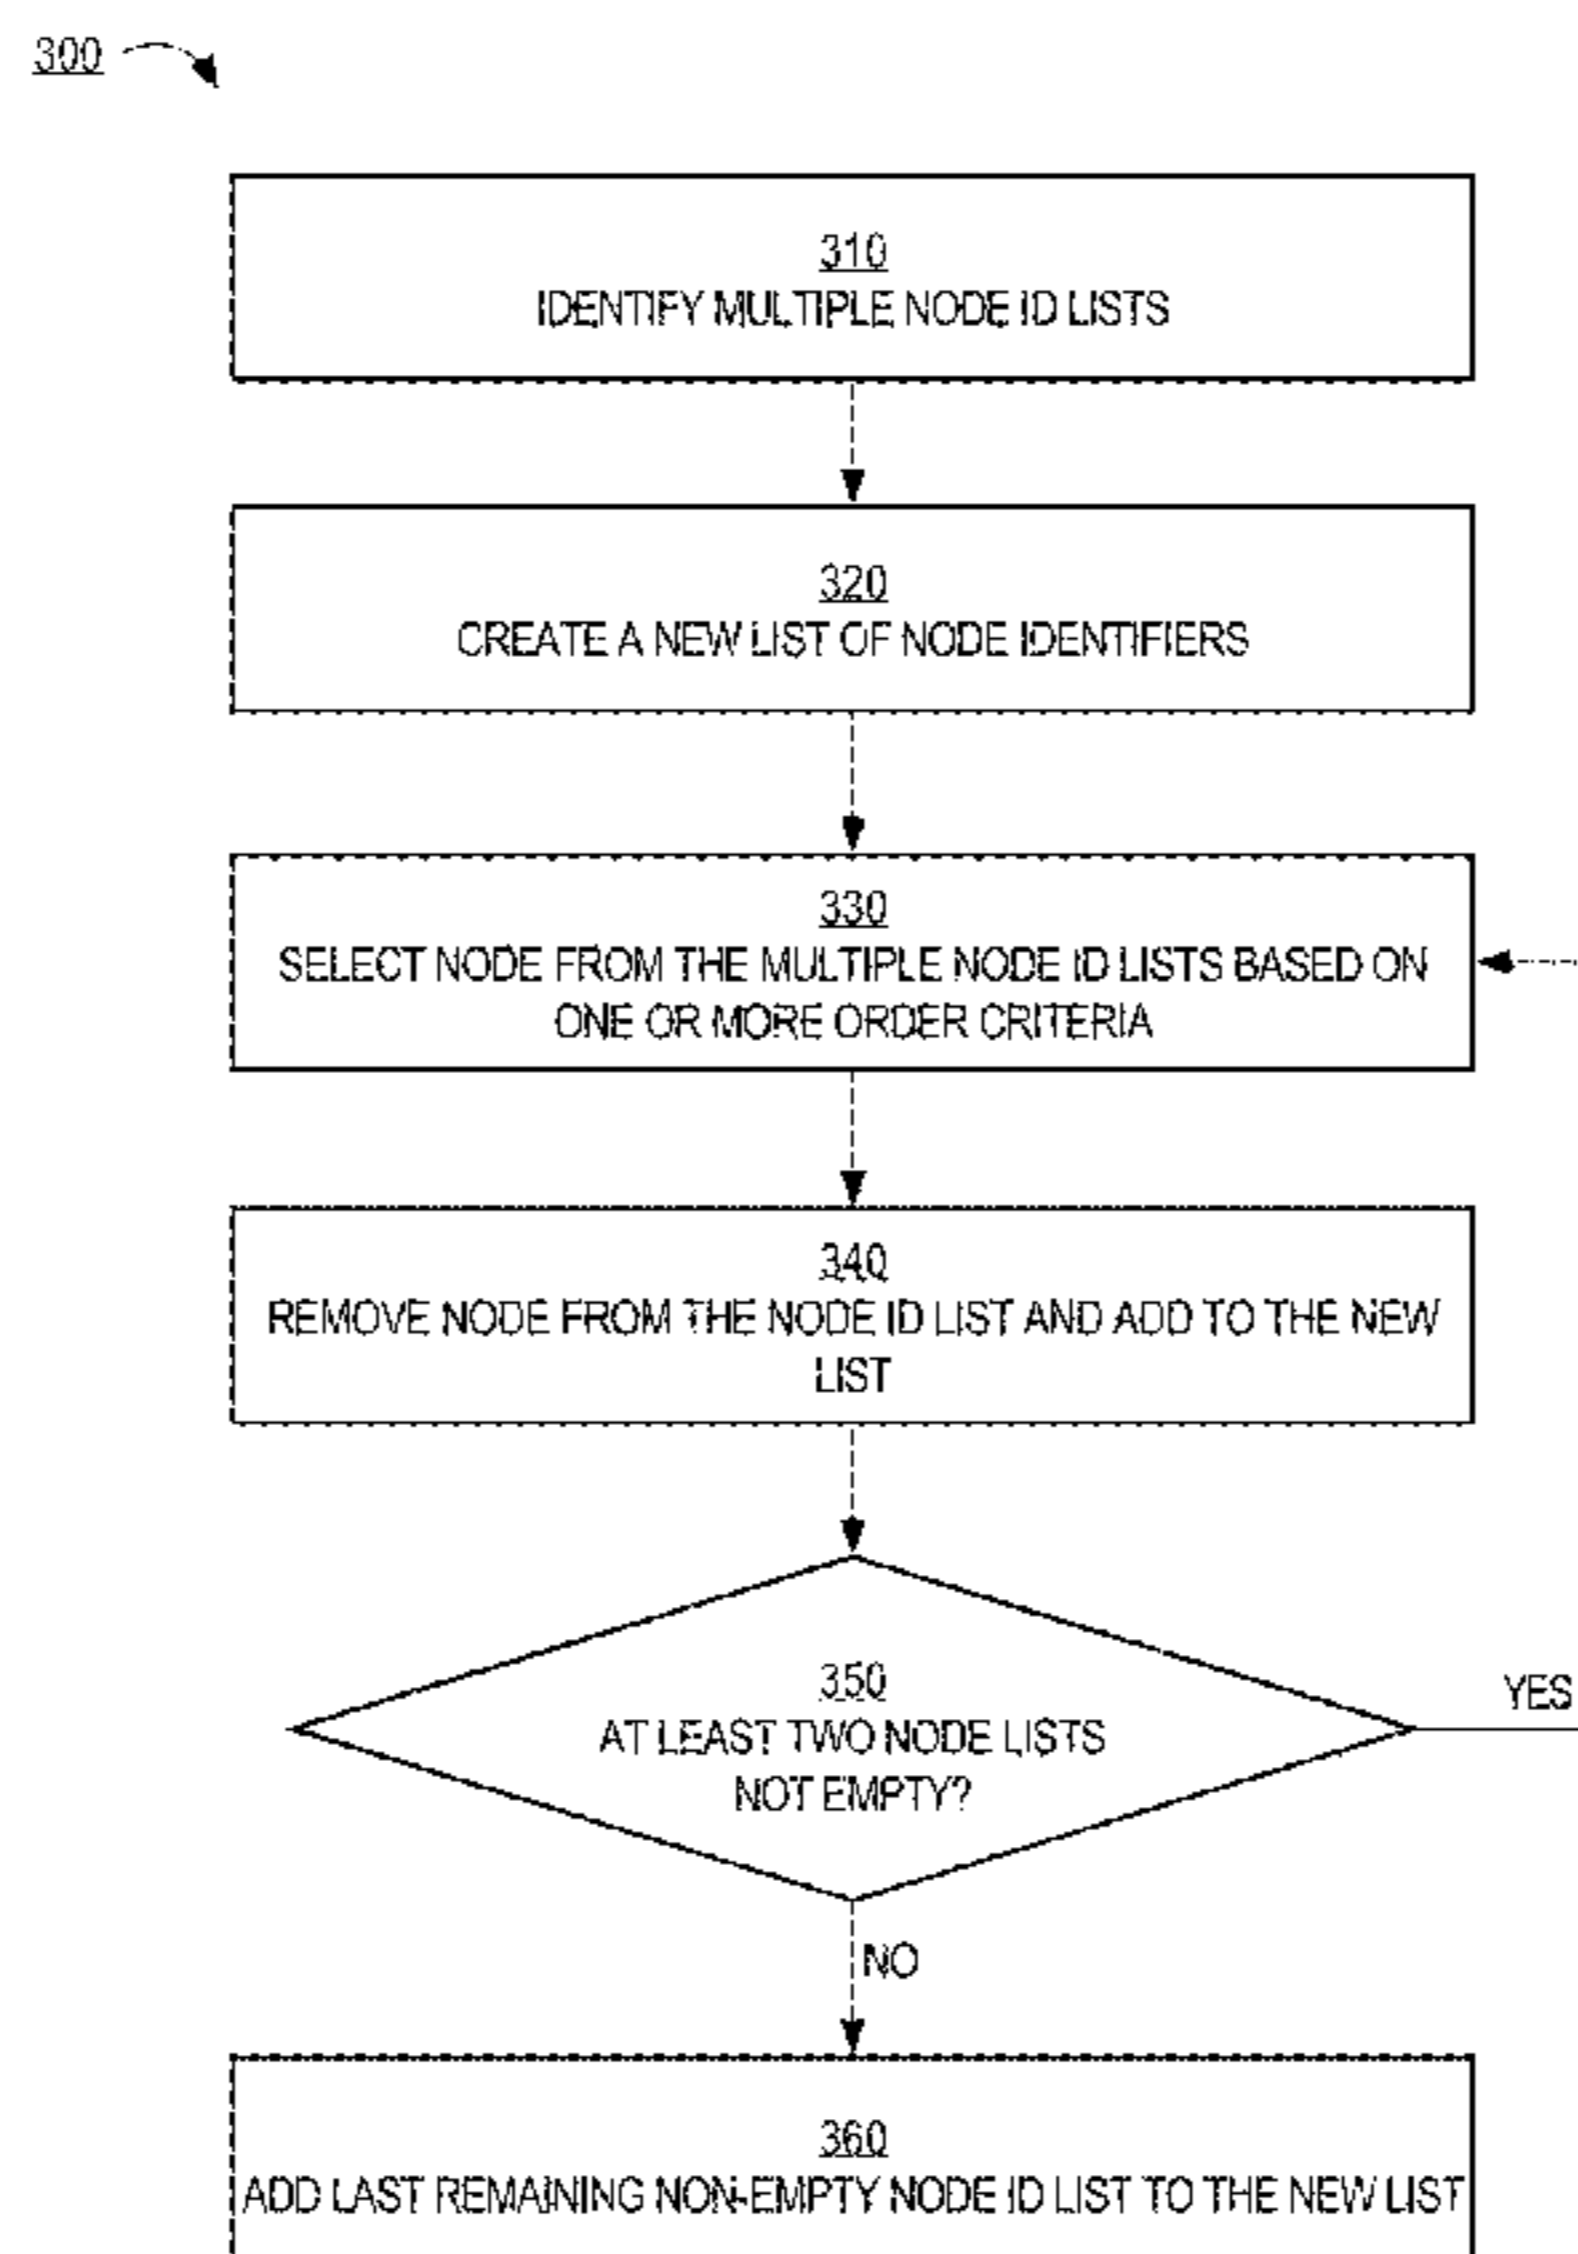 300
310
IDENTIFY MULTIPLE NODE ID LISTS
320
CREATE A NEW LIST OF NODE IDENTIFIERS
330
SELECT NODE FROM THE MULTIPLE NODE ID LISTS BASED ON
ONE OR MORE ORDER CRITERIA
340
REMOVE NODE FROM THE NODE ID LIST AND ADD TO THE NEW
LIST
350
AT LEAST TWO NODE LISTS
NOT EMPTY?
YES
NO
360
ADD LAST REMAINING NON-EMPTY NODE ID LIST TO THE NEW LIST